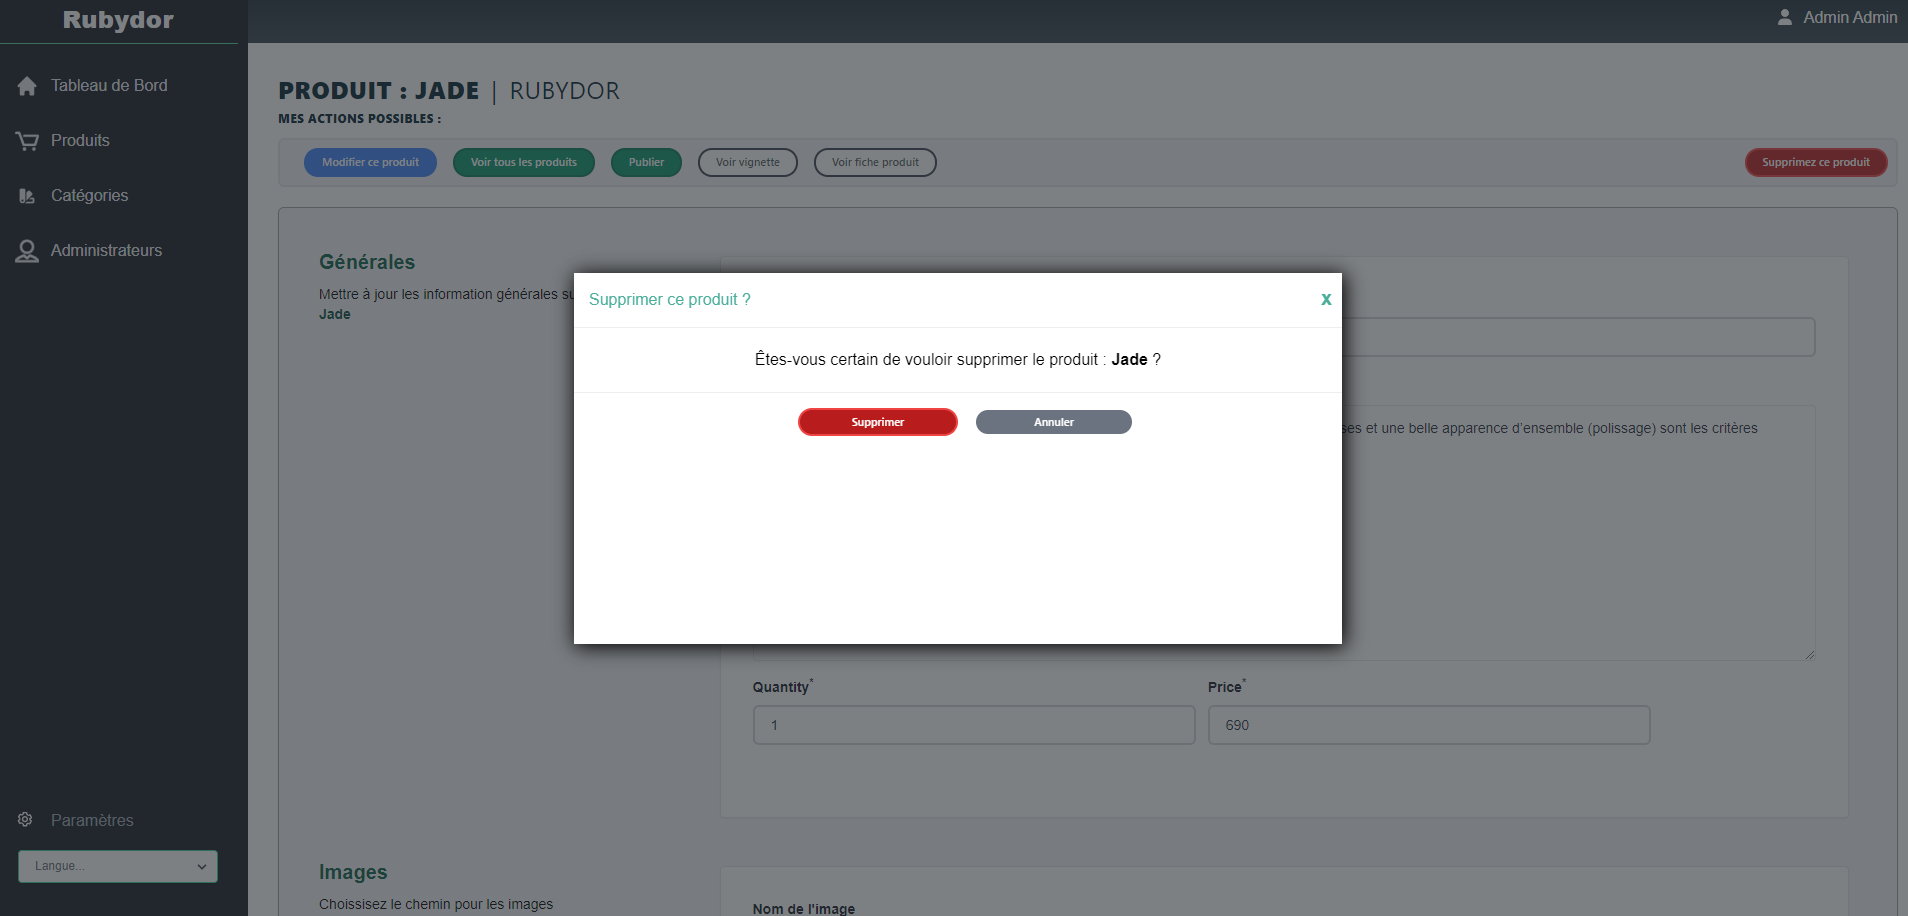 Rubydor
Admin Admin
Tableau de Bord
Produits
Catégories
Administrateurs
Paramètres
Langue...
PRODUIT : JADE | RUBYDOR
MES ACTIONS POSSIBLES :
Modifier ce produit Voir tous les produits Publier Voir vignette Voir fiche produit Supprimez ce produit
Générales
Mettre à jour les information générales su
Jade
Supprimer ce produit ? X
Êtes-vous certain de vouloir supprimer le produit : Jade ?
Supprimer Annuler
ses et une belle apparence d'ensemble (polissage) sont les critères
Quantity* Price*
1 690
Images
Choissisez le chemin pour les images
Nom de l'image